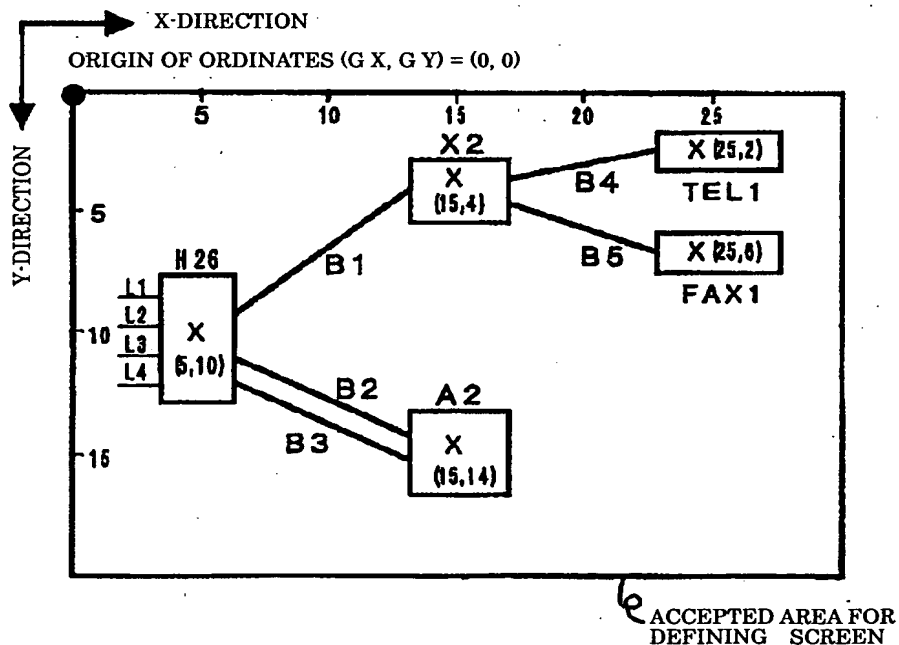 X-DIRECTION
ORIGIN OF ORDINATES (G X, G Y) = (0, 0)
Y-DIRECTION
5 10 15 20 25
5
10
15
X2
X
(15,4)
X (25,2)
TEL1
B4
B5
X (25,6)
FAX1
B1
H26
L1
L2
L3
L4
X
(5,10)
B2
B3
A2
X
(15,14)
ACCEPTED AREA FOR
DEFINING SCREEN